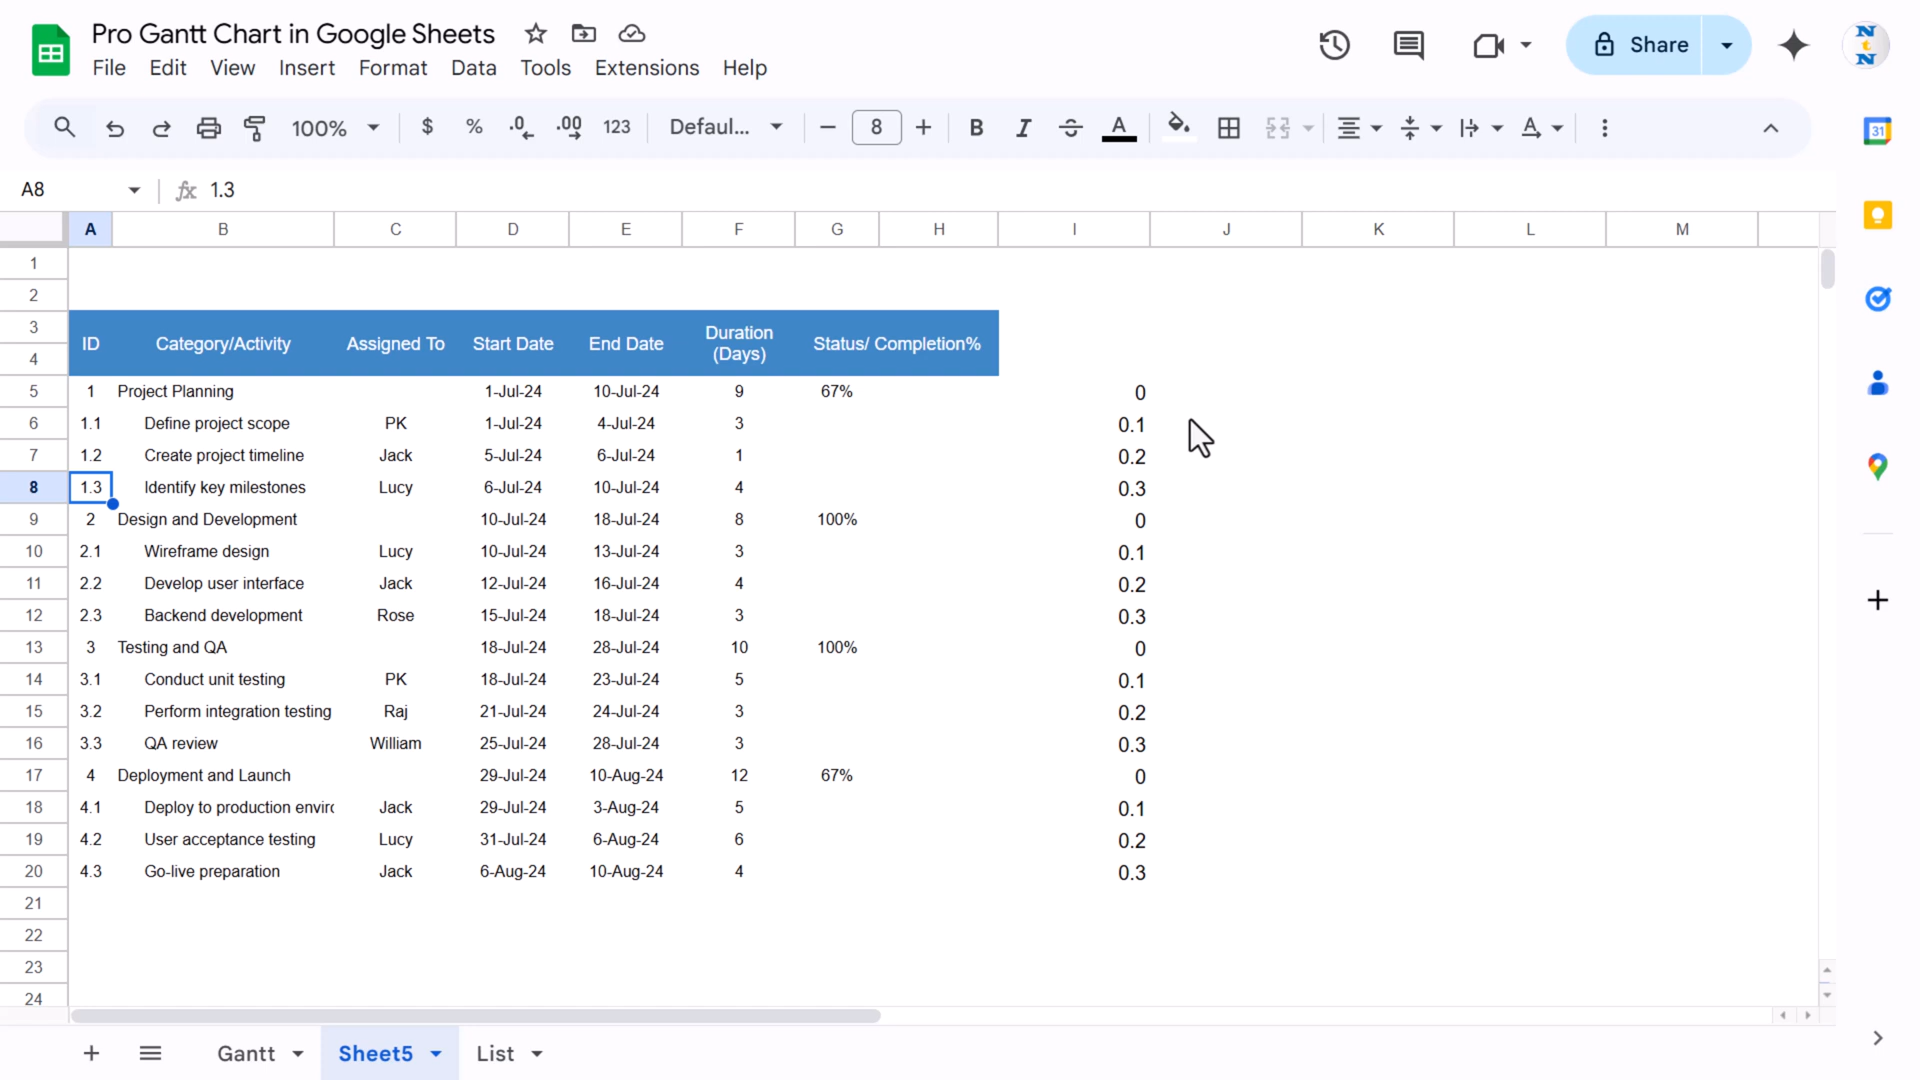 Pro Gantt Chart in Google Sheets
File Edit View Insert Format Data Tools Extensions Help
Share
N
t
N
100% $ % .0 .00 123 Defaul... 8 B I A A
31
A8 fx 1.3
A B C D E F G H I J K L M
1
2
3
4
ID Category/Activity Assigned To Start Date End Date Duration (Days) Status/ Completion%
5 1 Project Planning 1-Jul-24 10-Jul-24 9 67% 0
6 1.1 Define project scope PK 1-Jul-24 4-Jul-24 3 0.1
7 1.2 Create project timeline Jack 5-Jul-24 6-Jul-24 1 0.2
8 1.3 Identify key milestones Lucy 6-Jul-24 10-Jul-24 4 0.3
9 2 Design and Development 10-Jul-24 18-Jul-24 8 100% 0
10 2.1 Wireframe design Lucy 10-Jul-24 13-Jul-24 3 0.1
11 2.2 Develop user interface Jack 12-Jul-24 16-Jul-24 4 0.2
12 2.3 Backend development Rose 15-Jul-24 18-Jul-24 3 0.3
13 3 Testing and QA 18-Jul-24 28-Jul-24 10 100% 0
14 3.1 Conduct unit testing PK 18-Jul-24 23-Jul-24 5 0.1
15 3.2 Perform integration testing Raj 21-Jul-24 24-Jul-24 3 0.2
16 3.3 QA review William 25-Jul-24 28-Jul-24 3 0.3
17 4 Deployment and Launch 29-Jul-24 10-Aug-24 12 67% 0
18 4.1 Deploy to production enviro Jack 29-Jul-24 3-Aug-24 5 0.1
19 4.2 User acceptance testing Lucy 31-Jul-24 6-Aug-24 6 0.2
20 4.3 Go-live preparation Jack 6-Aug-24 10-Aug-24 4 0.3
21
22
23
24
Gantt Sheet5 List